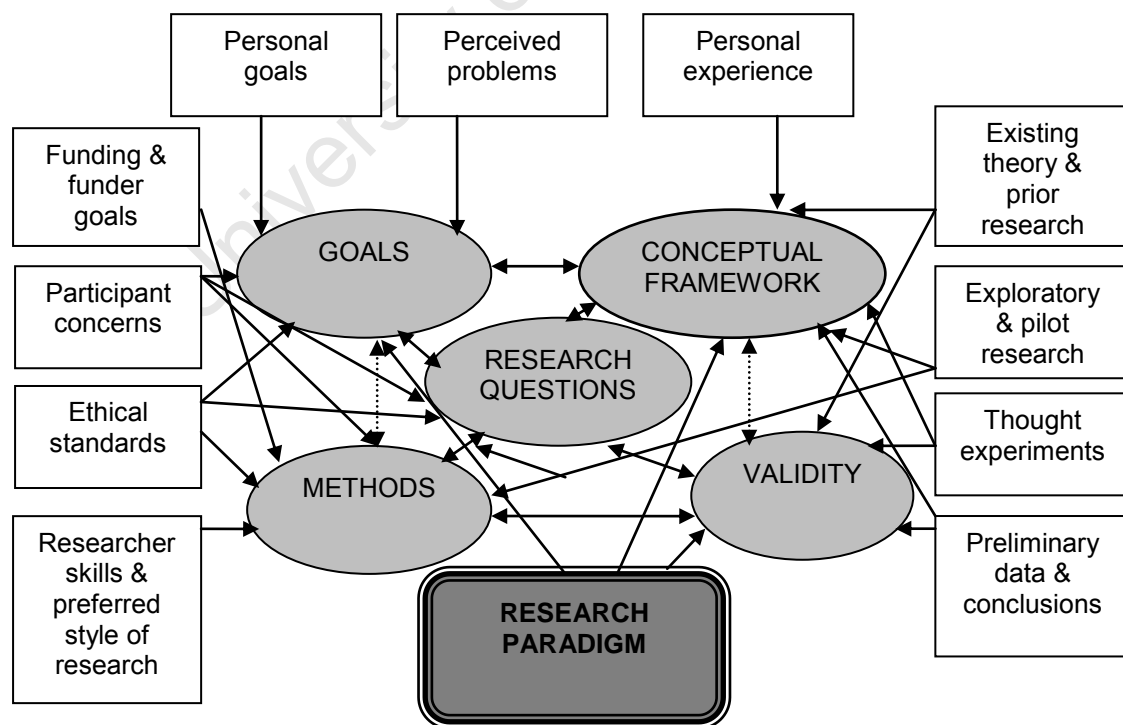 Personal
goals
Perceived
problems
Personal
experience
Funding &
funder
goals
Existing
theory &
prior
research
GOALS
CONCEPTUAL
FRAMEWORK
Participant
concerns
Exploratory
& pilot
research
RESEARCH
QUESTIONS
Ethical
standards
Thought
experiments
METHODS
VALIDITY
Researcher
skills &
preferred
style of
research
Preliminary
data &
conclusions
RESEARCH
PARADIGM